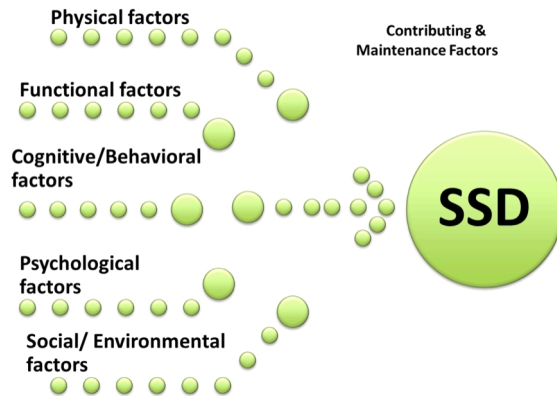 Physical factors
Contributing &
Maintenance Factors
Functional factors
Cognitive/Behavioral
factors
SSD
Psychological
factors
Social/ Environmental
factors